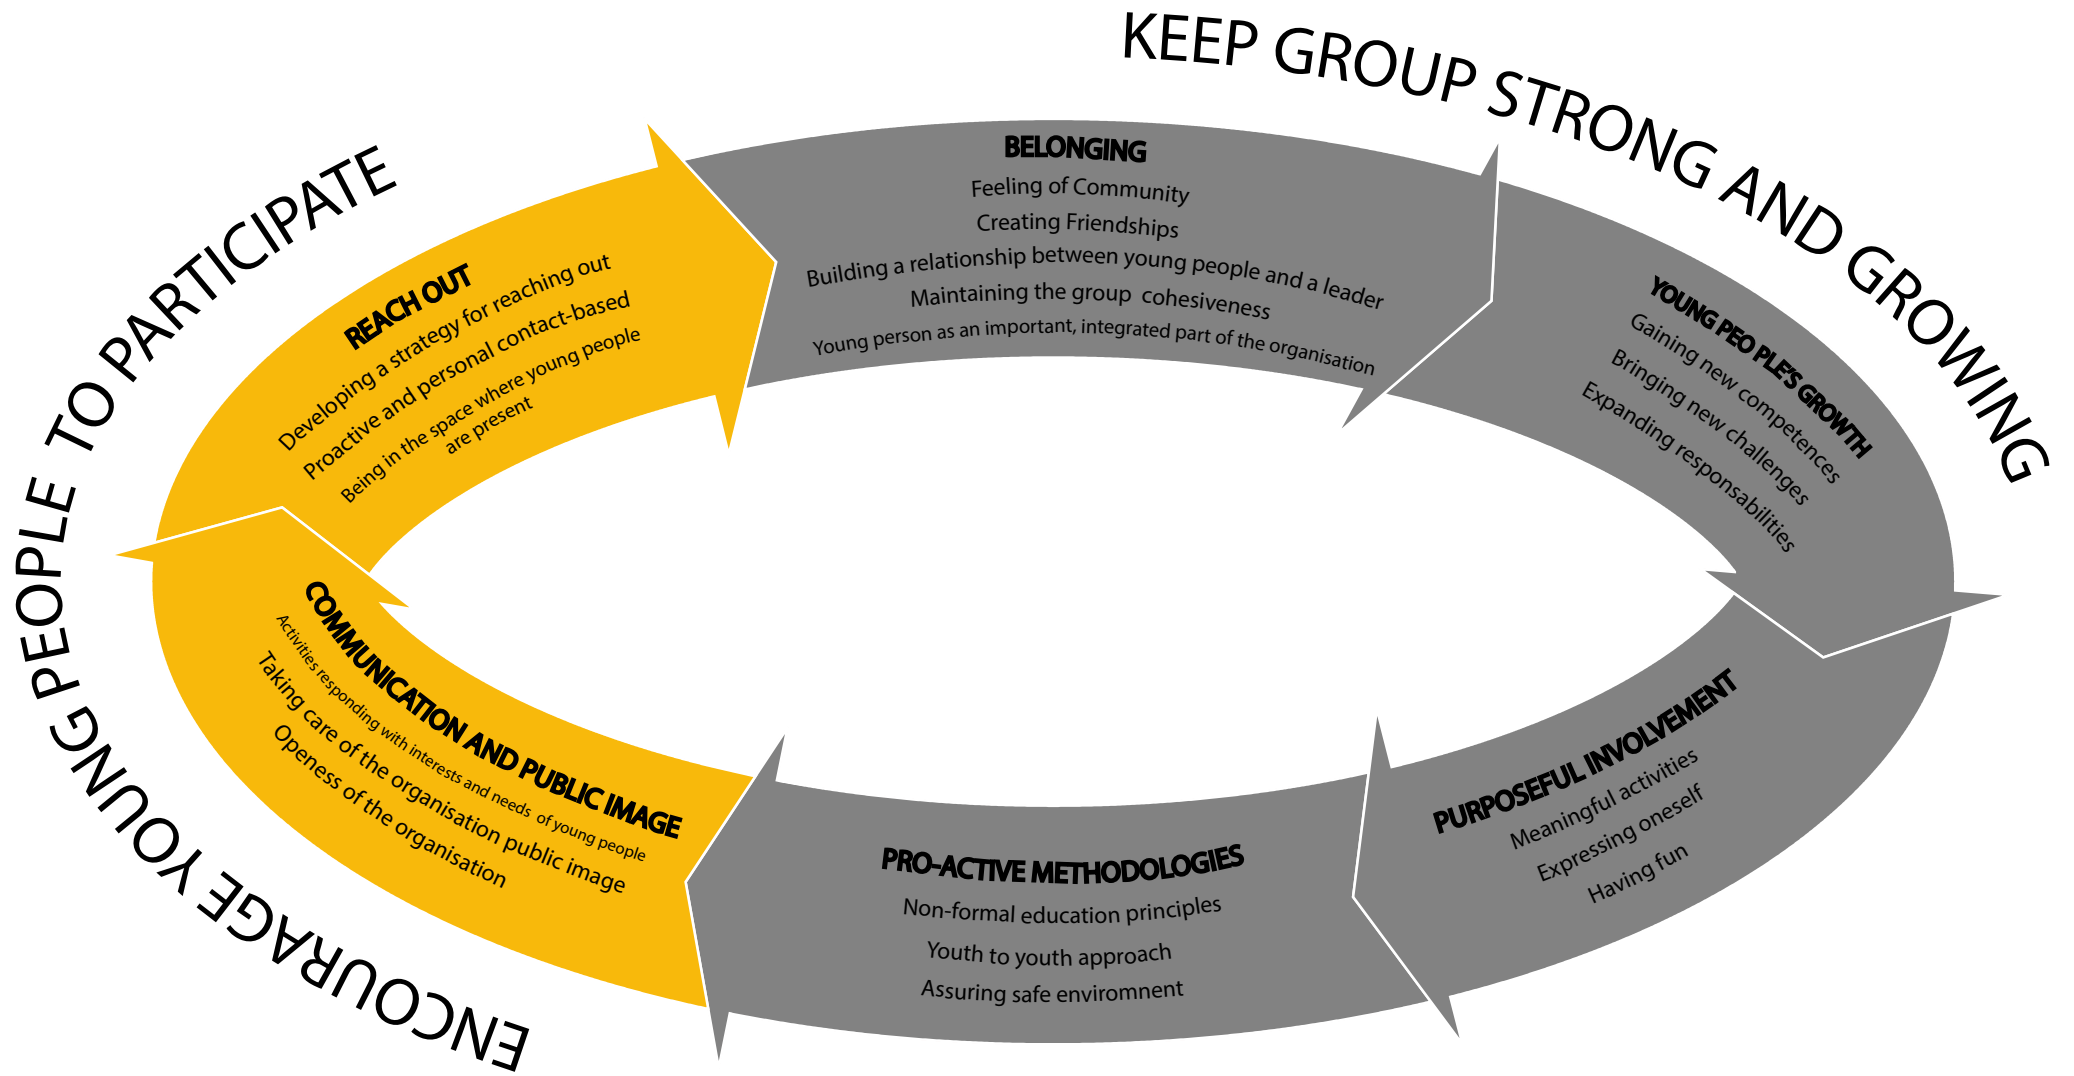 KEEP GROUP STRONG AND GROWING
ENCOURAGE YOUNG PEOPLE TO PARTICIPATE
REACH OUT
Developing a strategy for reaching out
Proactive and personal contact-based
Being in the space where young people
are present
BELONGING
Feeling of Community
Creating Friendships
Building a relationship between young people and a leader
Maintaining the group cohesiveness
Young person as an important, integrated part of the organisation
YOUNG PEO PLE'S GROWTH
Gaining new competences
Bringing new challenges
Expanding responsabilities
PURPOSEFUL INVOLVEMENT
Meaningful activities
Expressing oneself
Having fun
PRO-ACTIVE METHODOLOGIES
Non-formal education principles
Youth to youth approach
Assuring safe enviromnent
COMMUNICATION AND PUBLIC IMAGE
Activities responding with interests and needs of young people
Taking care of the organisation public image
Openess of the organisation